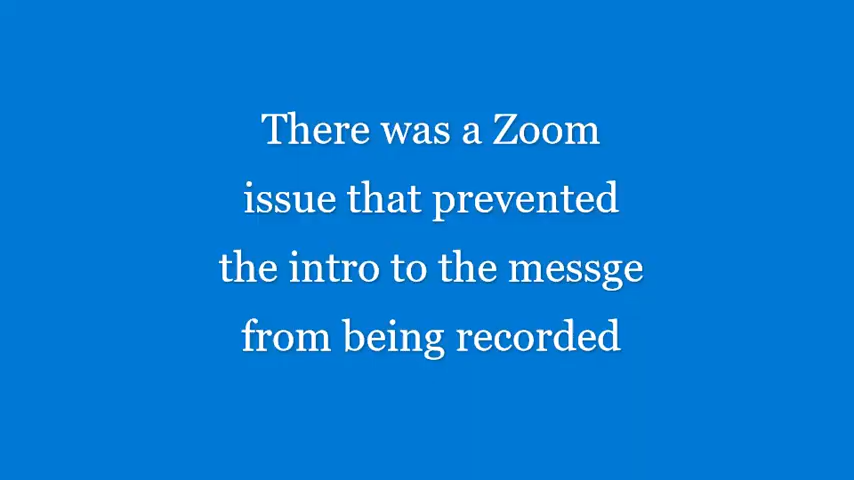 There was a Zoom
issue that prevented
the intro to the messge
from being recorded